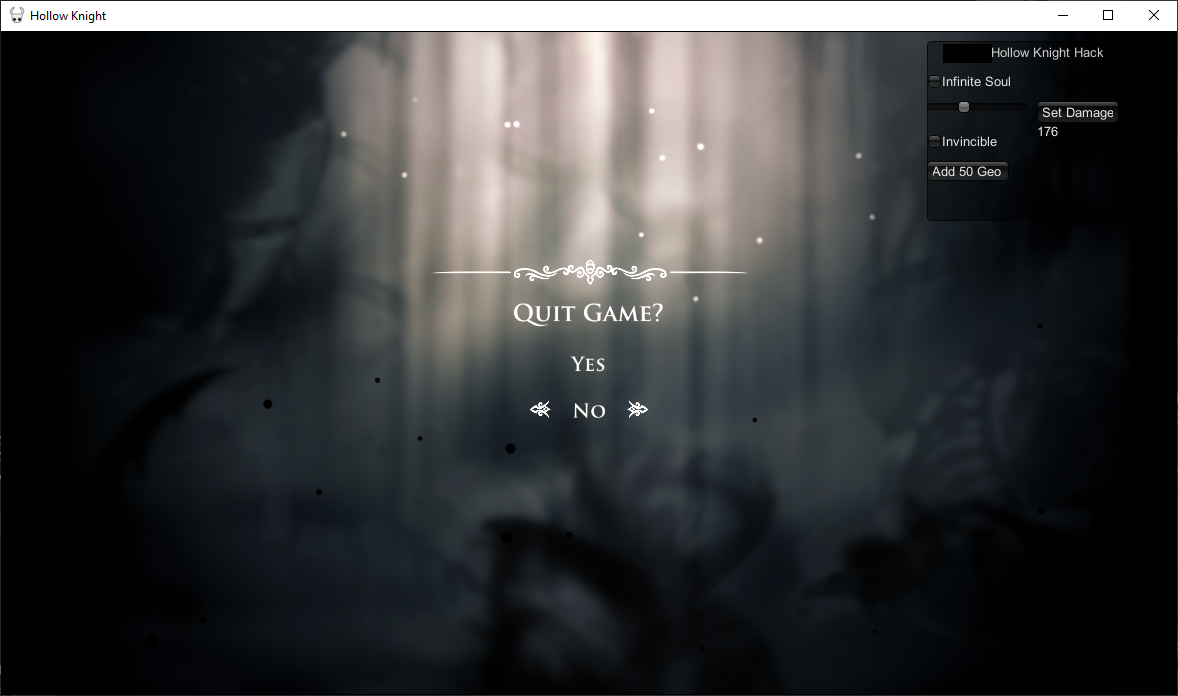 Hollow Knight
Hollow Knight Hack
Infinite Soul
Set Damage
176
Invincible
Add 50 Geo
Quit Game?
Yes
No